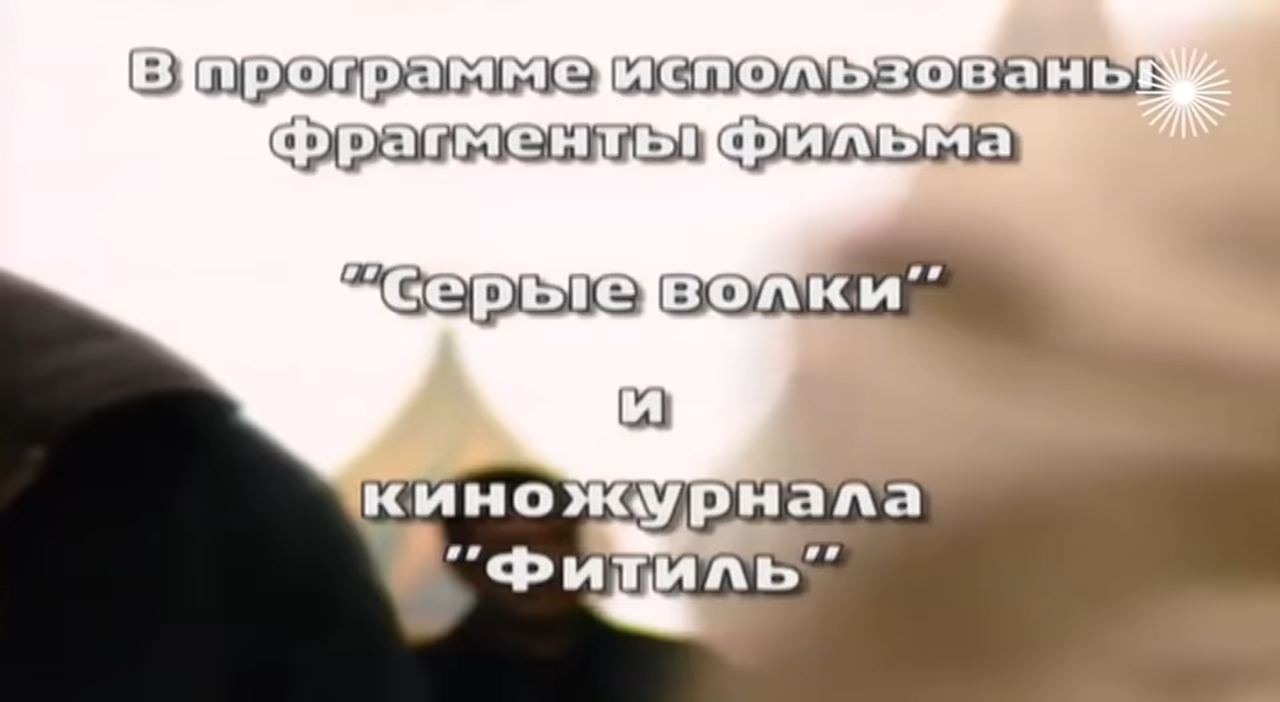 В программе использованы
фрагменты фильма
"Серые волки"
и
киножурнала
"Фитиль"